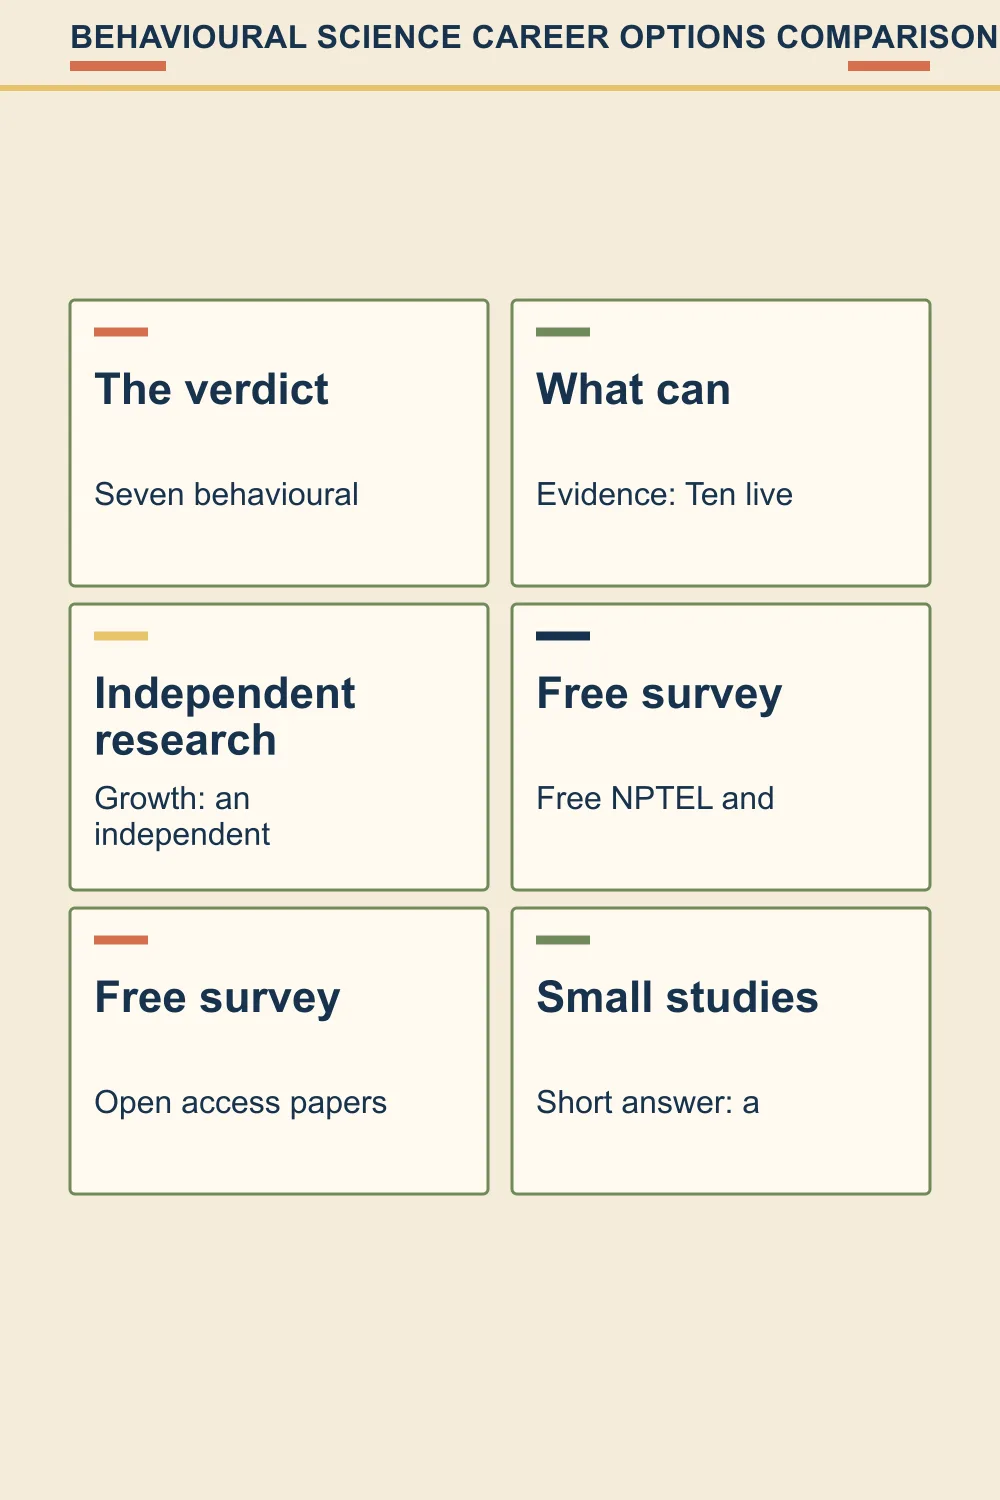 BEHAVIOURAL SCIENCE CAREER OPTIONS COMPARISON
The verdict
Seven behavioural
What can
Evidence: Ten live
Independent
research
Growth: an
independent
Free survey
Free NPTEL and
Free survey
Open access papers
Small studies
Short answer: a